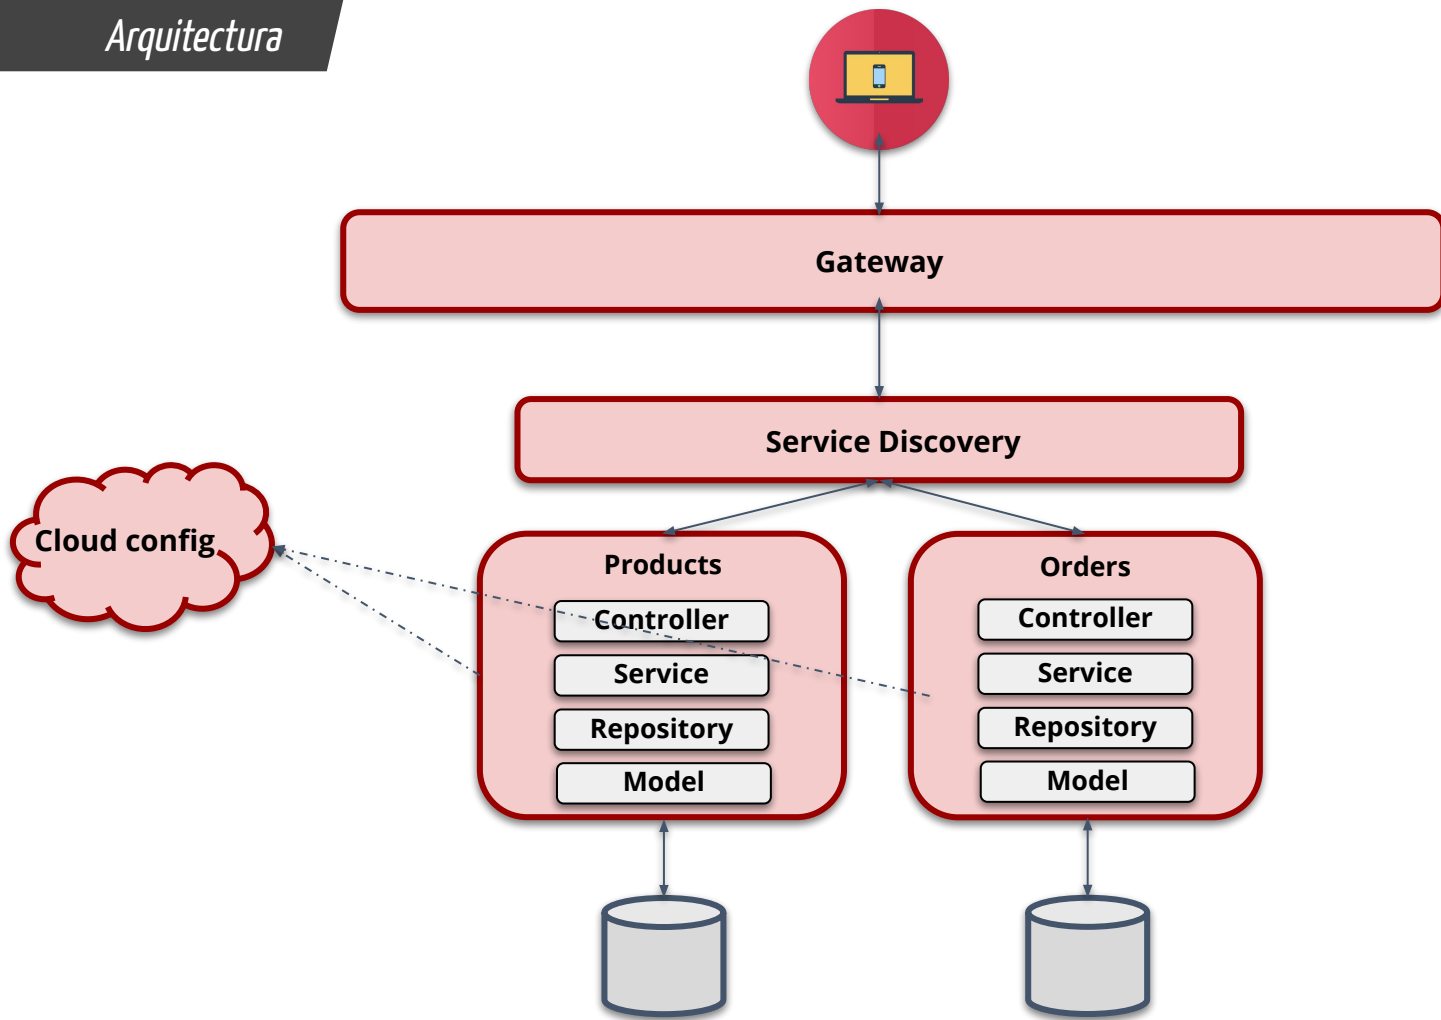 Arquitectura
Gateway
Service Discovery
Cloud config
Products
Controller
Service
Repository
Model
Orders
Controller
Service
Repository
Model